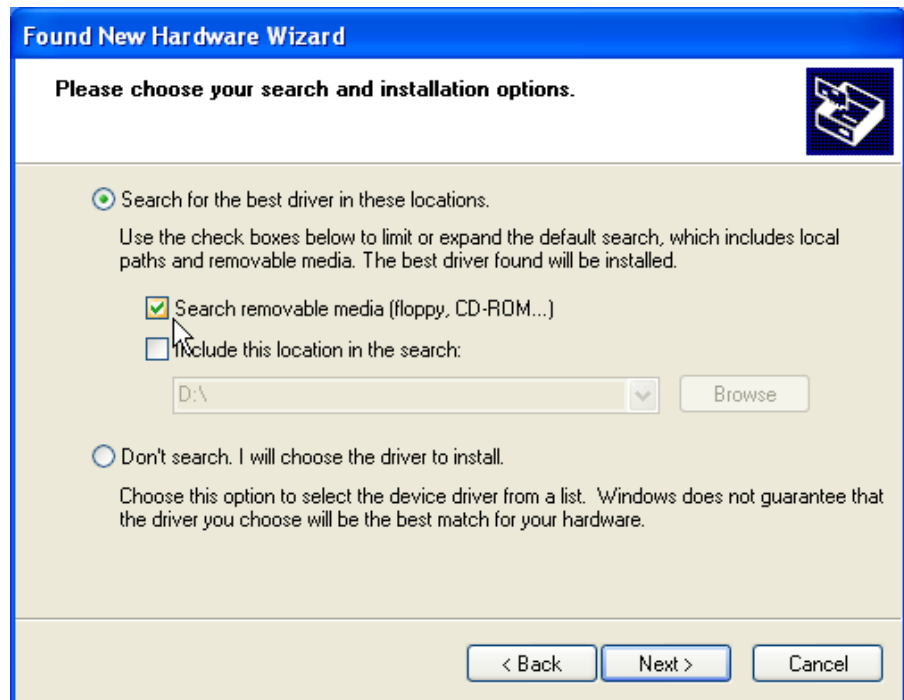 Found New Hardware Wizard
Please choose your search and installation options.
Search for the best driver in these locations.
Use the check boxes below to limit or expand the default search, which includes local
paths and removable media. The best driver found will be installed.
Search removable media (floppy, CD-ROM...)
Include this location in the search:
D:\
Browse
Don't search. I will choose the driver to install.
Choose this option to select the device driver from a list. Windows does not guarantee that
the driver you choose will be the best match for your hardware.
< Back Next > Cancel